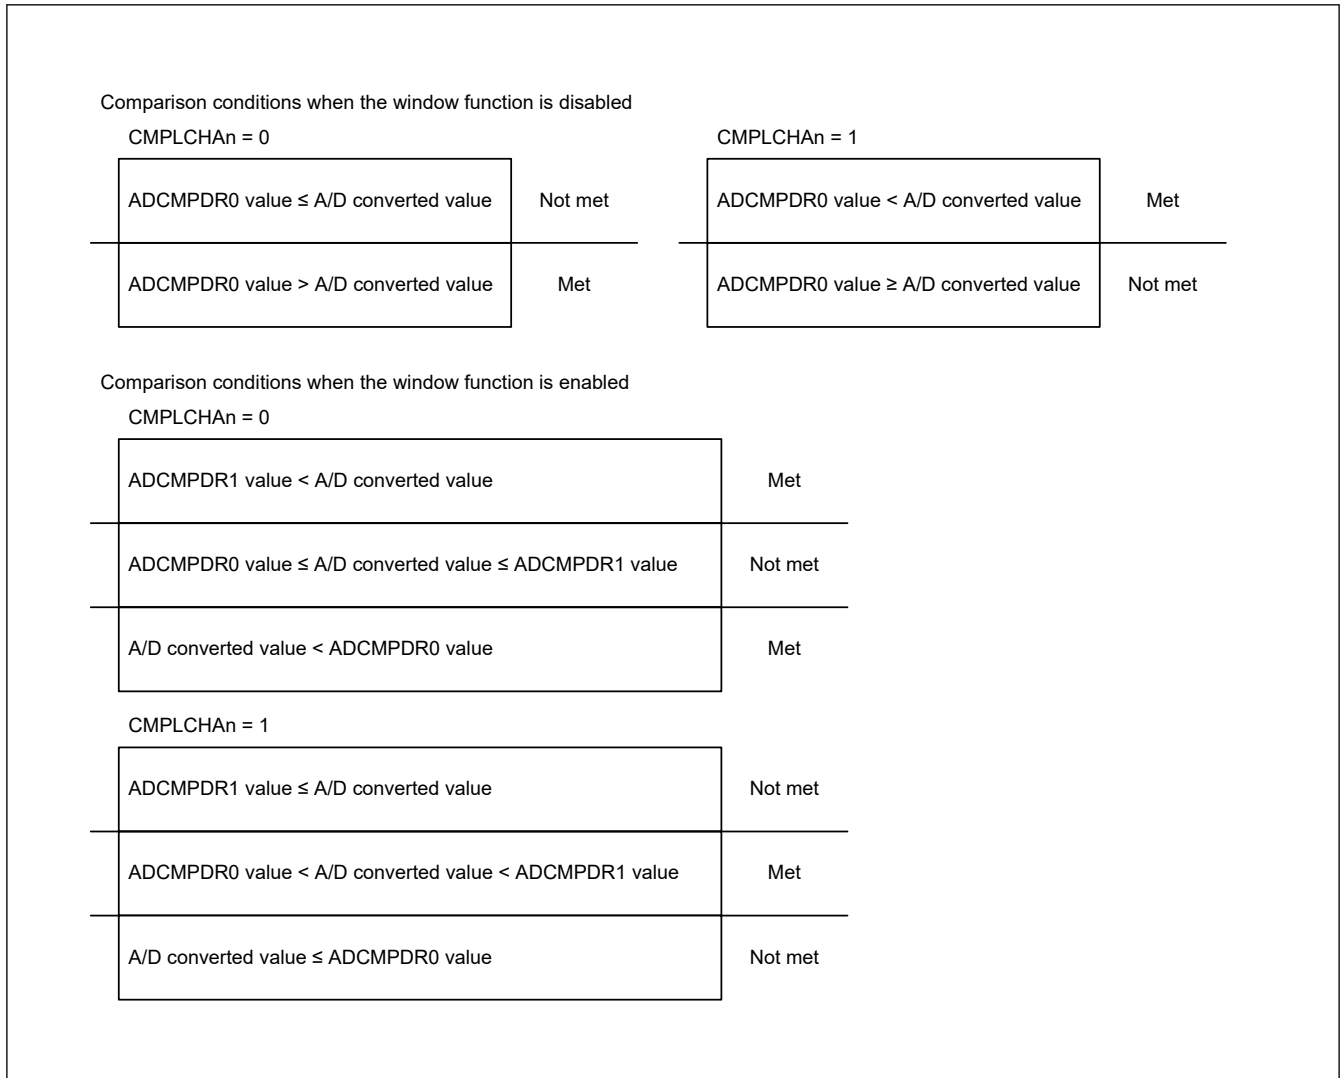 Comparison conditions when the window function is disabled
CMPLCHAn = 0
ADCMPDR0 value ≤ A/D converted value Not met
ADCMPDR0 value > A/D converted value Met
CMPLCHAn = 1
ADCMPDR0 value < A/D converted value Met
ADCMPDR0 value ≥ A/D converted value Not met
Comparison conditions when the window function is enabled
CMPLCHAn = 0
ADCMPDR1 value < A/D converted value Met
ADCMPDR0 value ≤ A/D converted value ≤ ADCMPDR1 value Not met
A/D converted value < ADCMPDR0 value Met
CMPLCHAn = 1
ADCMPDR1 value ≤ A/D converted value Not met
ADCMPDR0 value < A/D converted value < ADCMPDR1 value Met
A/D converted value ≤ ADCMPDR0 value Not met